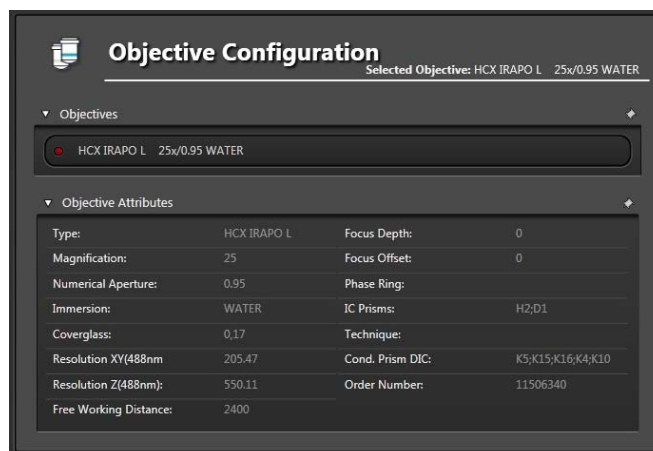 Objective Configuration
Selected Objective: HCX IRAPO L 25x/0.95 WATER
Objectives
HCX IRAPO L 25x/0.95 WATER
Objective Attributes
Type: HCX IRAPO L Focus Depth: 0
Magnification: 25 Focus Offset: 0
Numerical Aperture: 0.95 Phase Ring:
Immersion: WATER IC Prisms: H2;D1
Coverglass: 0,17 Technique:
Resolution XY(488nm 205.47 Cond. Prism DIC: K5;K15;K16;K4;K10
Resolution Z(488nm): 550.11 Order Number: 11506340
Free Working Distance: 2400